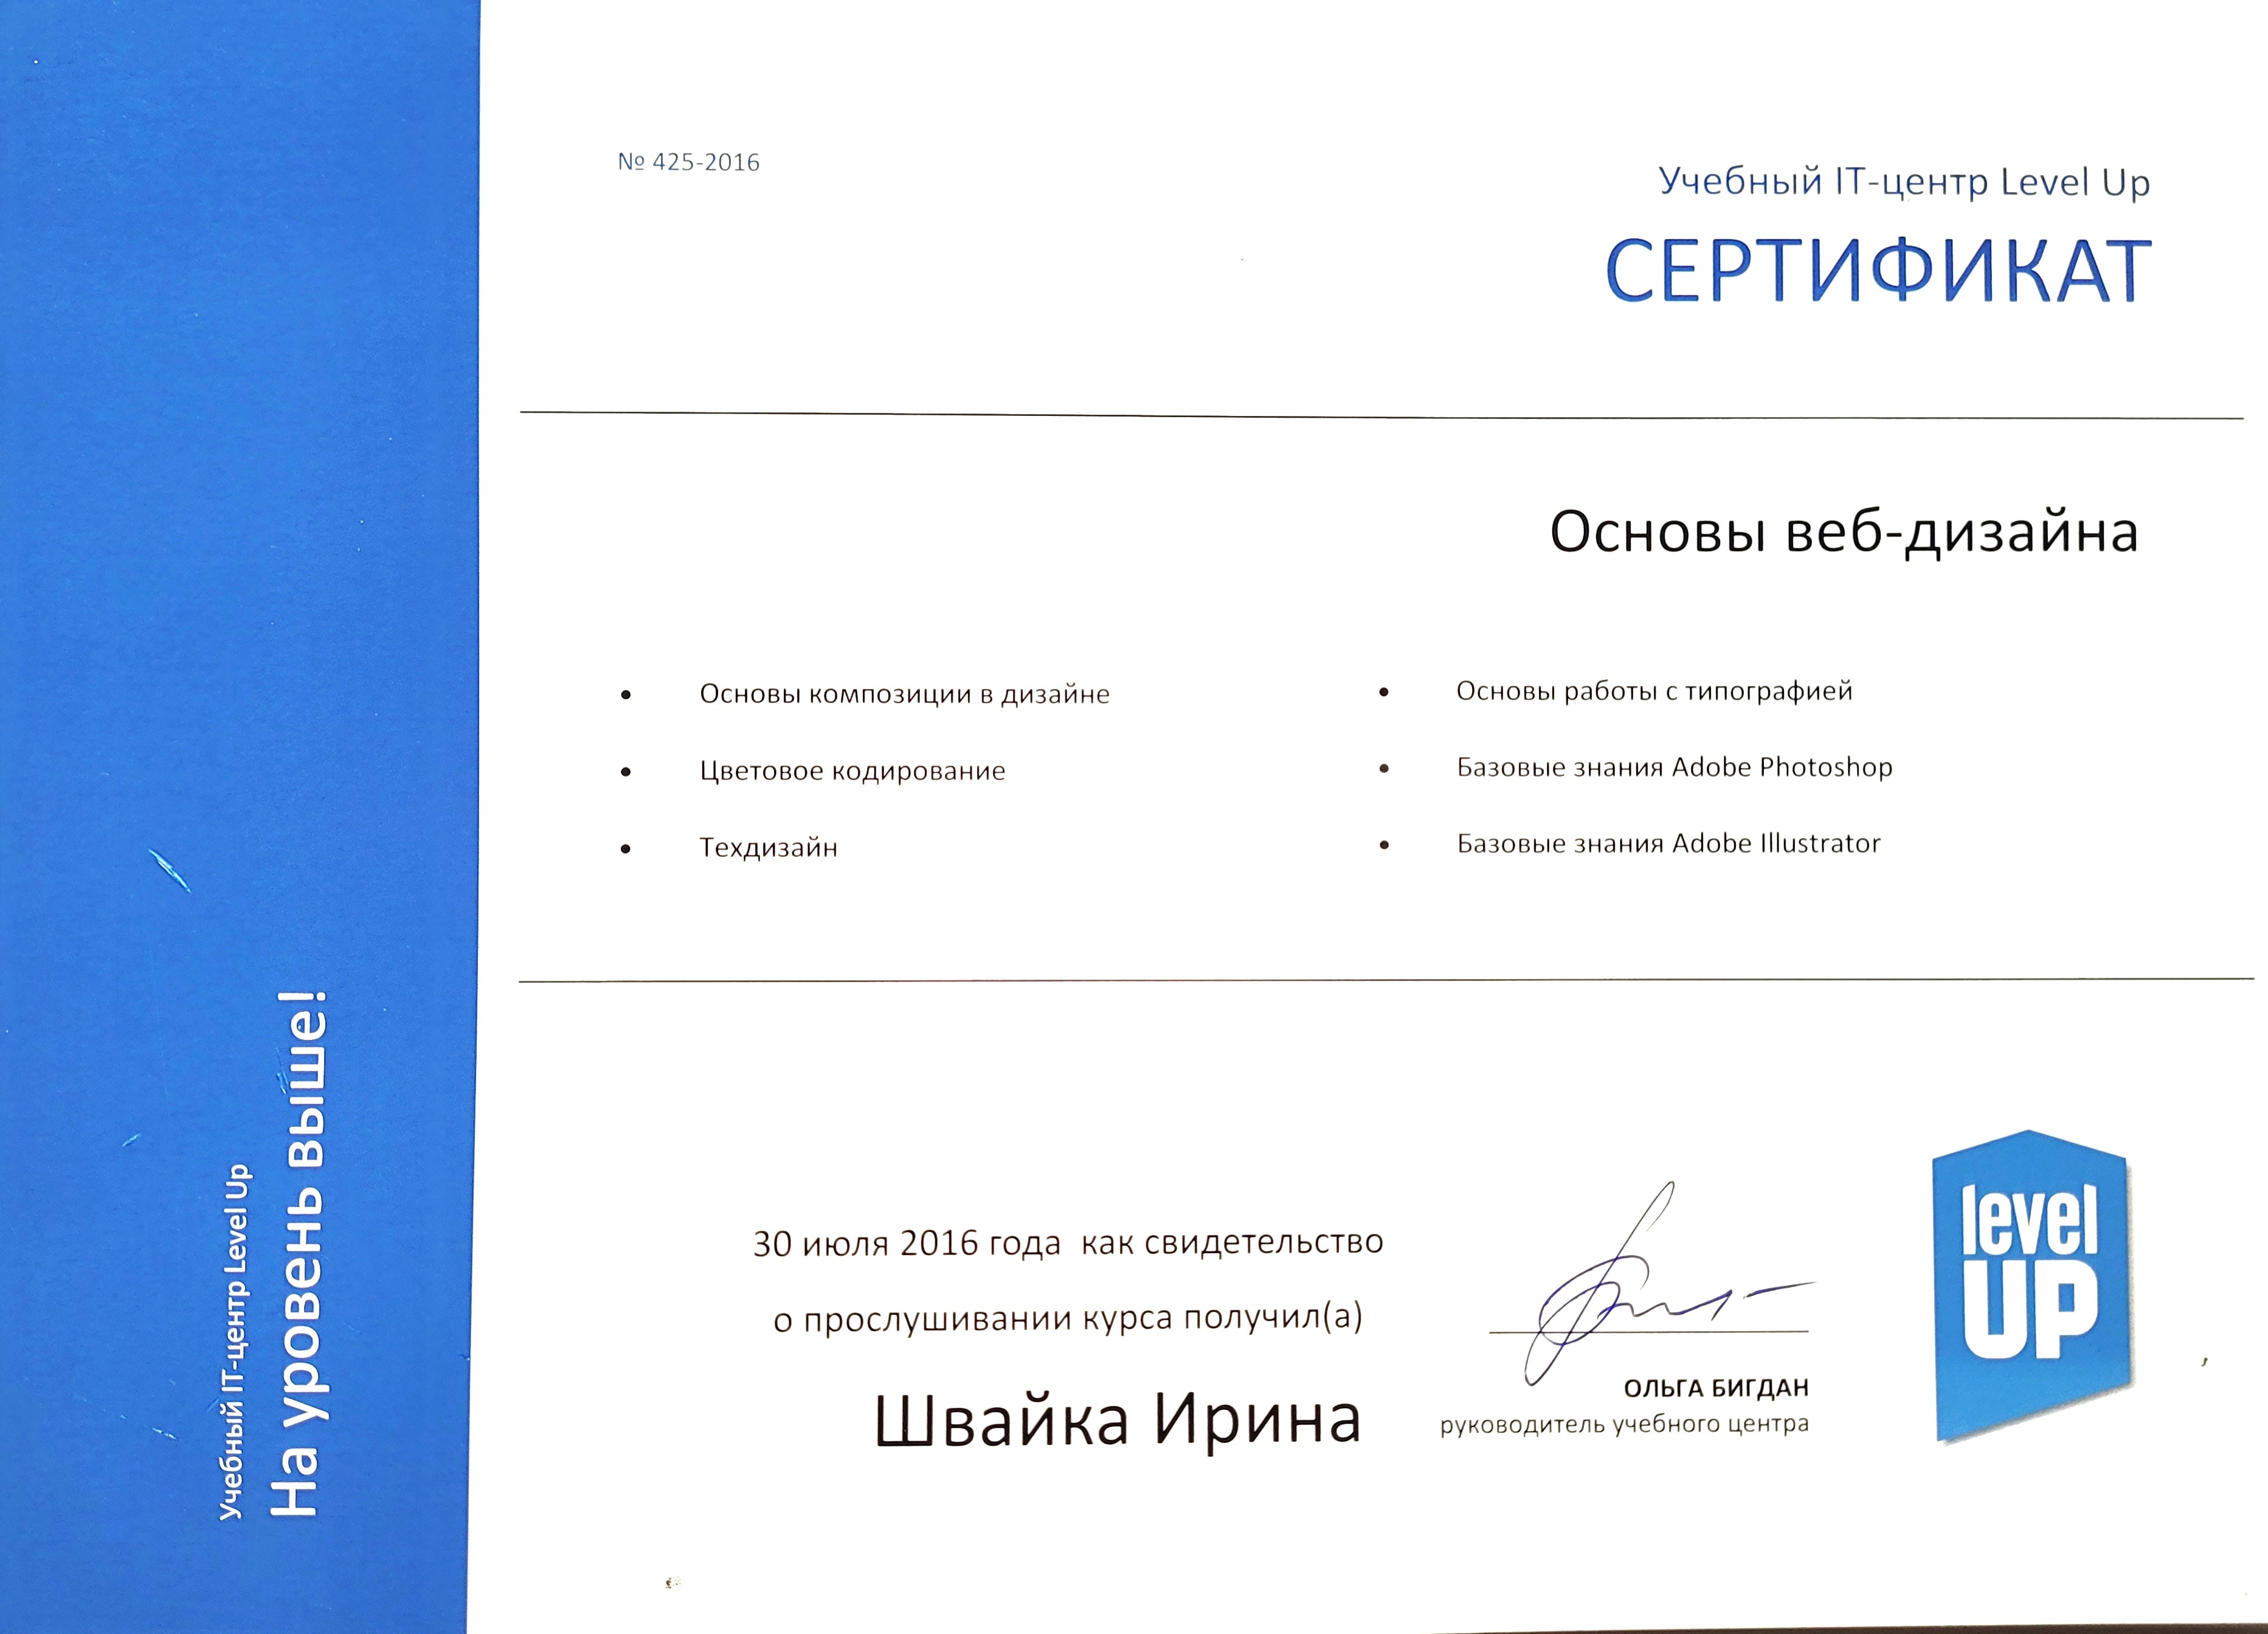 № 425-2016
Учебный IT-центр Level Up
СЕРТИФИКАТ
Основы веб-дизайна
• Основы композиции в дизайне
• Цветовое кодирование
• Техдизайн
• Основы работы с типографией
• Базовые знания Adobe Photoshop
• Базовые знания Adobe Illustrator
30 июля 2016 года как свидетельство
о прослушивании курса получил(а)
Швайка Ирина
ОЛЬГА БИГДАН
руководитель учебного центра
level
UP
Учебный IT-центр Level Up
На уровень выше!